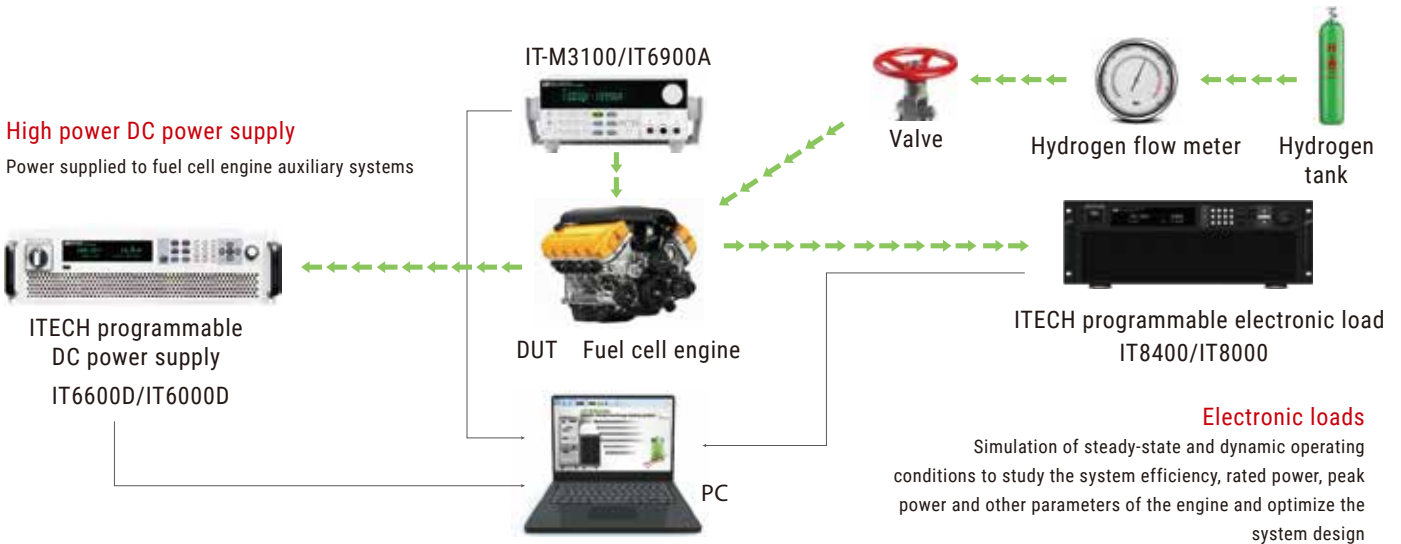 IT-M3100/IT6900A
High power DC power supply
Power supplied to fuel cell engine auxiliary systems
Valve
Hydrogen flow meter
Hydrogen
tank
ITECH programmable
DC power supply
IT6600D/IT6000D
DUT Fuel cell engine
ITECH programmable electronic load
IT8400/IT8000
PC
Electronic loads
Simulation of steady-state and dynamic operating
conditions to study the system efficiency, rated power, peak
power and other parameters of the engine and optimize the
system design